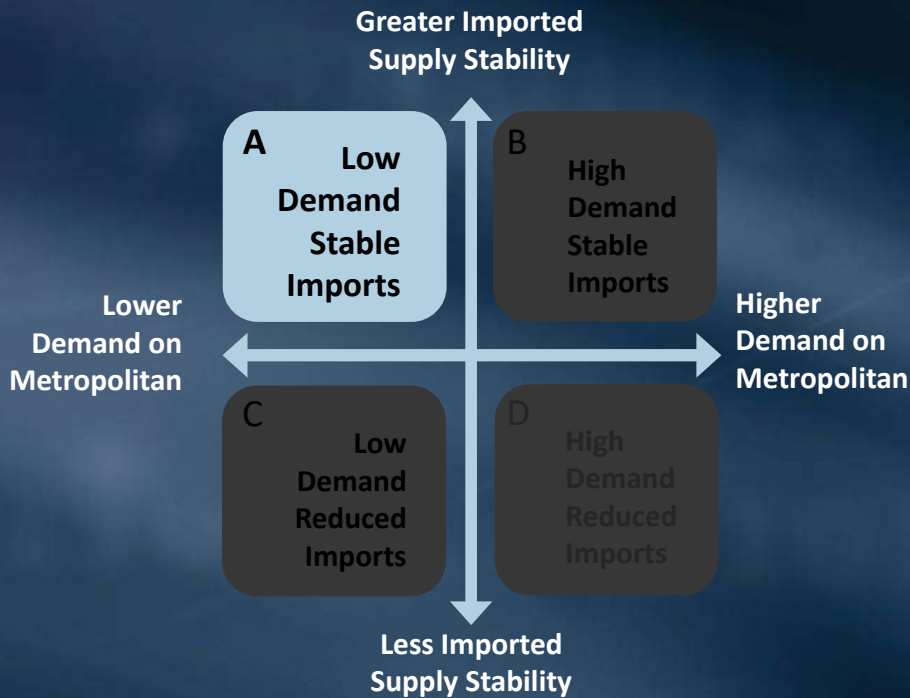 Greater Imported
Supply Stability
A
Low
Demand
Stable
Imports
B
High
Demand
Stable
Imports
Lower
Demand on
Metropolitan
Higher
Demand on
Metropolitan
C
Low
Demand
Reduced
Imports
D
High
Demand
Reduced
Imports
Less Imported
Supply Stability